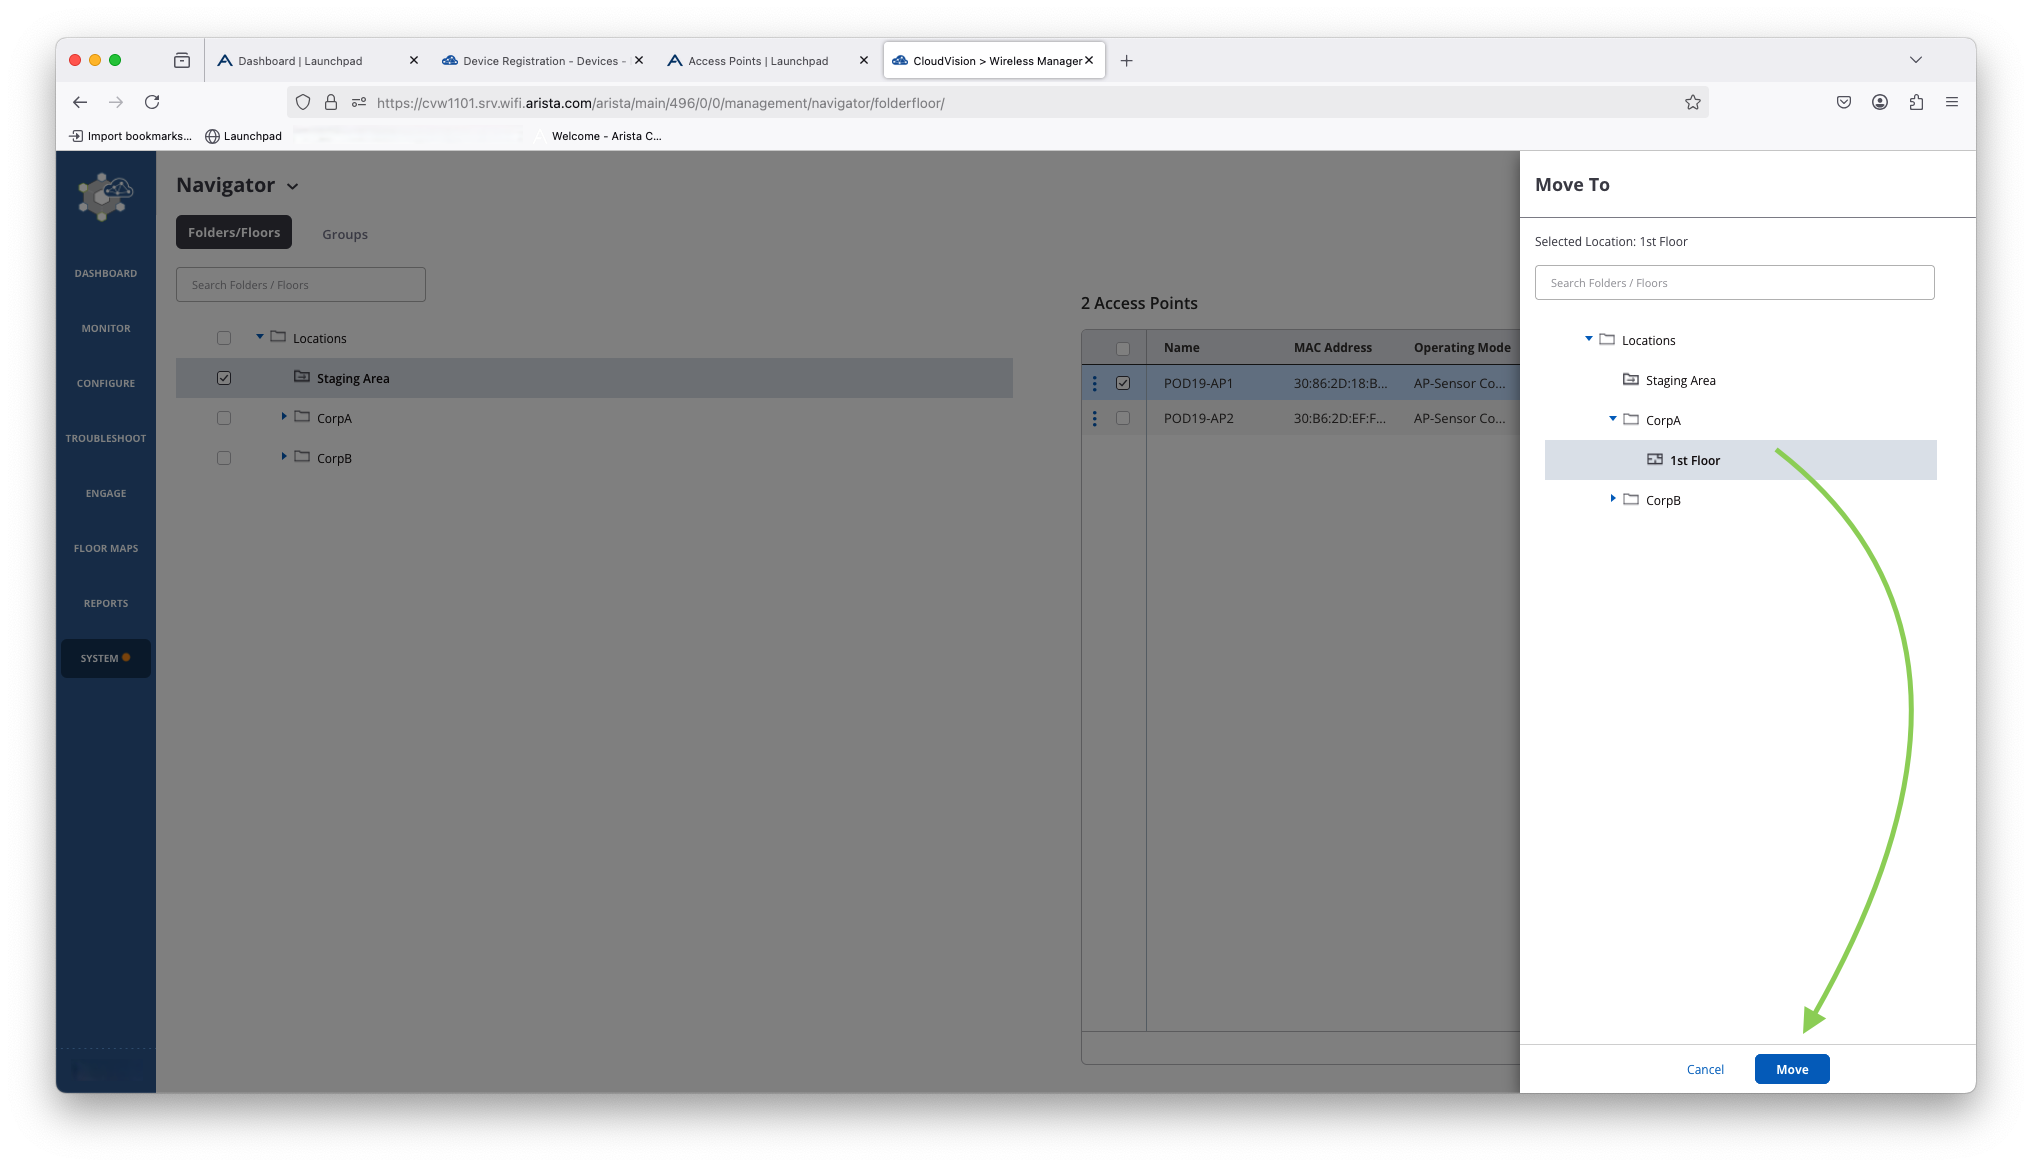 Dashboard | Launchpad
Device Registration - Devices -
Access Points | Launchpad
CloudVision > Wireless Manager
https://cvw1101.srv.wifi.arista.com/arista/main/496/0/0/management/navigator/folderfloor/
Import bookmarks...
Launchpad
Welcome - Arista C...
DASHBOARD
MONITOR
CONFIGURE
TROUBLESHOOT
ENGAGE
FLOOR MAPS
REPORTS
SYSTEM
Navigator
Folders/Floors
Groups
Search Folders / Floors
Locations
Staging Area
CorpA
CorpB
2 Access Points
Name MAC Address Operating Mode
POD19-AP1 30:86:2D:18:B... AP-Sensor Co...
POD19-AP2 30:B6:2D:EF:F... AP-Sensor Co...
Move To
Selected Location: 1st Floor
Search Folders / Floors
Locations
Staging Area
CorpA
1st Floor
CorpB
Cancel
Move